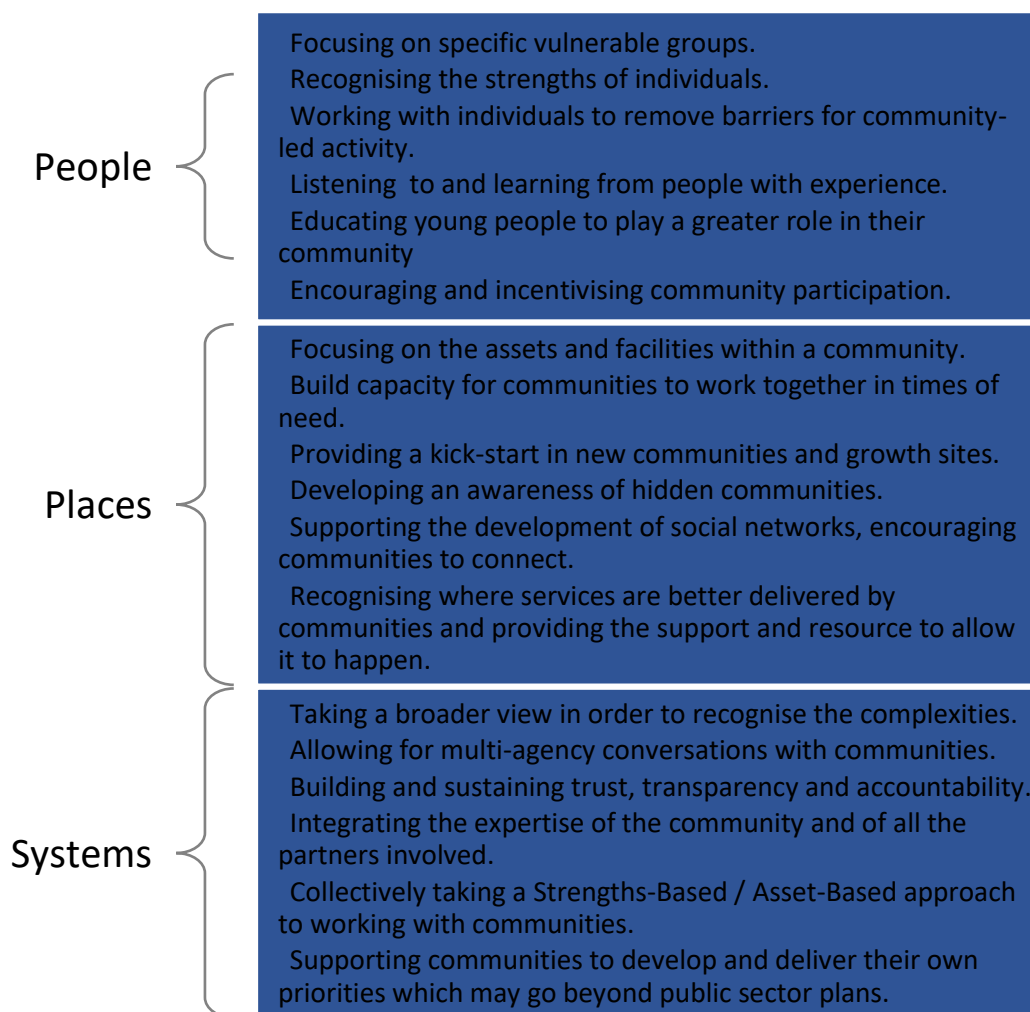 People
Focusing on specific vulnerable groups.
Recognising the strengths of individuals.
Working with individuals to remove barriers for community-
led activity.
Listening  to and learning from people with experience.
Educating young people to play a greater role in their
community
Encouraging and incentivising community participation.
Places
Focusing on the assets and facilities within a community.
Build capacity for communities to work together in times of
need.
Providing a kick-start in new communities and growth sites.
Developing an awareness of hidden communities.
Supporting the development of social networks, encouraging
communities to connect.
Recognising where services are better delivered by
communities and providing the support and resource to allow
it to happen.
Systems
Taking a broader view in order to recognise the complexities.
Allowing for multi-agency conversations with communities.
Building and sustaining trust, transparency and accountability.
Integrating the expertise of the community and of all the
partners involved.
Collectively taking a Strengths-Based / Asset-Based approach
to working with communities.
Supporting communities to develop and deliver their own
priorities which may go beyond public sector plans.